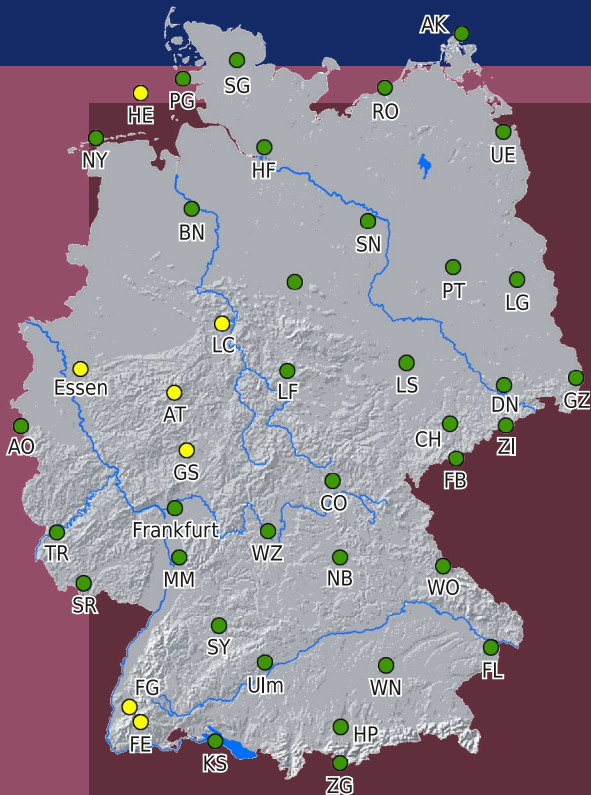 AK
SG
HE
PG
RO
NY
HF
UE
BN
SN
PT
LG
LC
Essen
LF
LS
AT
DN
GZ
AO
CH
ZI
GS
FB
CO
Frankfurt
TR
MM
WZ
NB
WO
SR
SY
FL
Ulm
WN
FG
FE
HP
KS
ZG